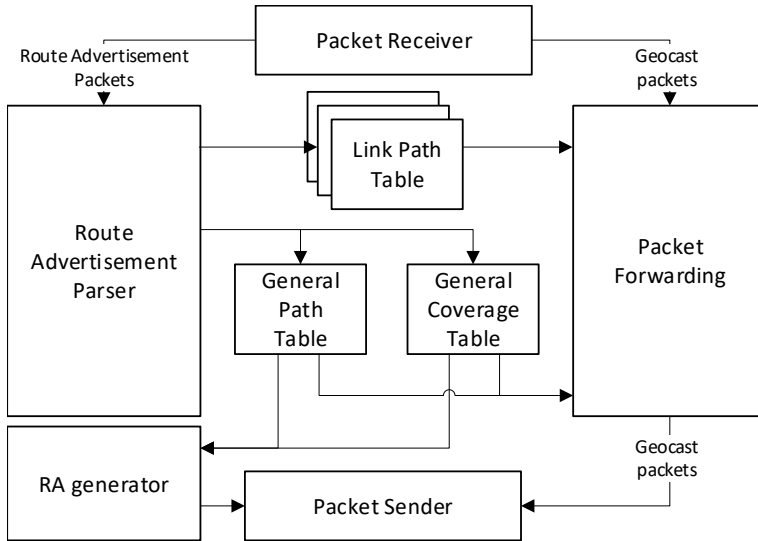 Packet Receiver
Route Advertisement
Packets
Geocast
packets
Link Path
Table
Route
Advertisement
Parser
Packet
Forwarding
General
Path
Table
General
Coverage
Table
RA generator
Packet Sender
Geocast
packets